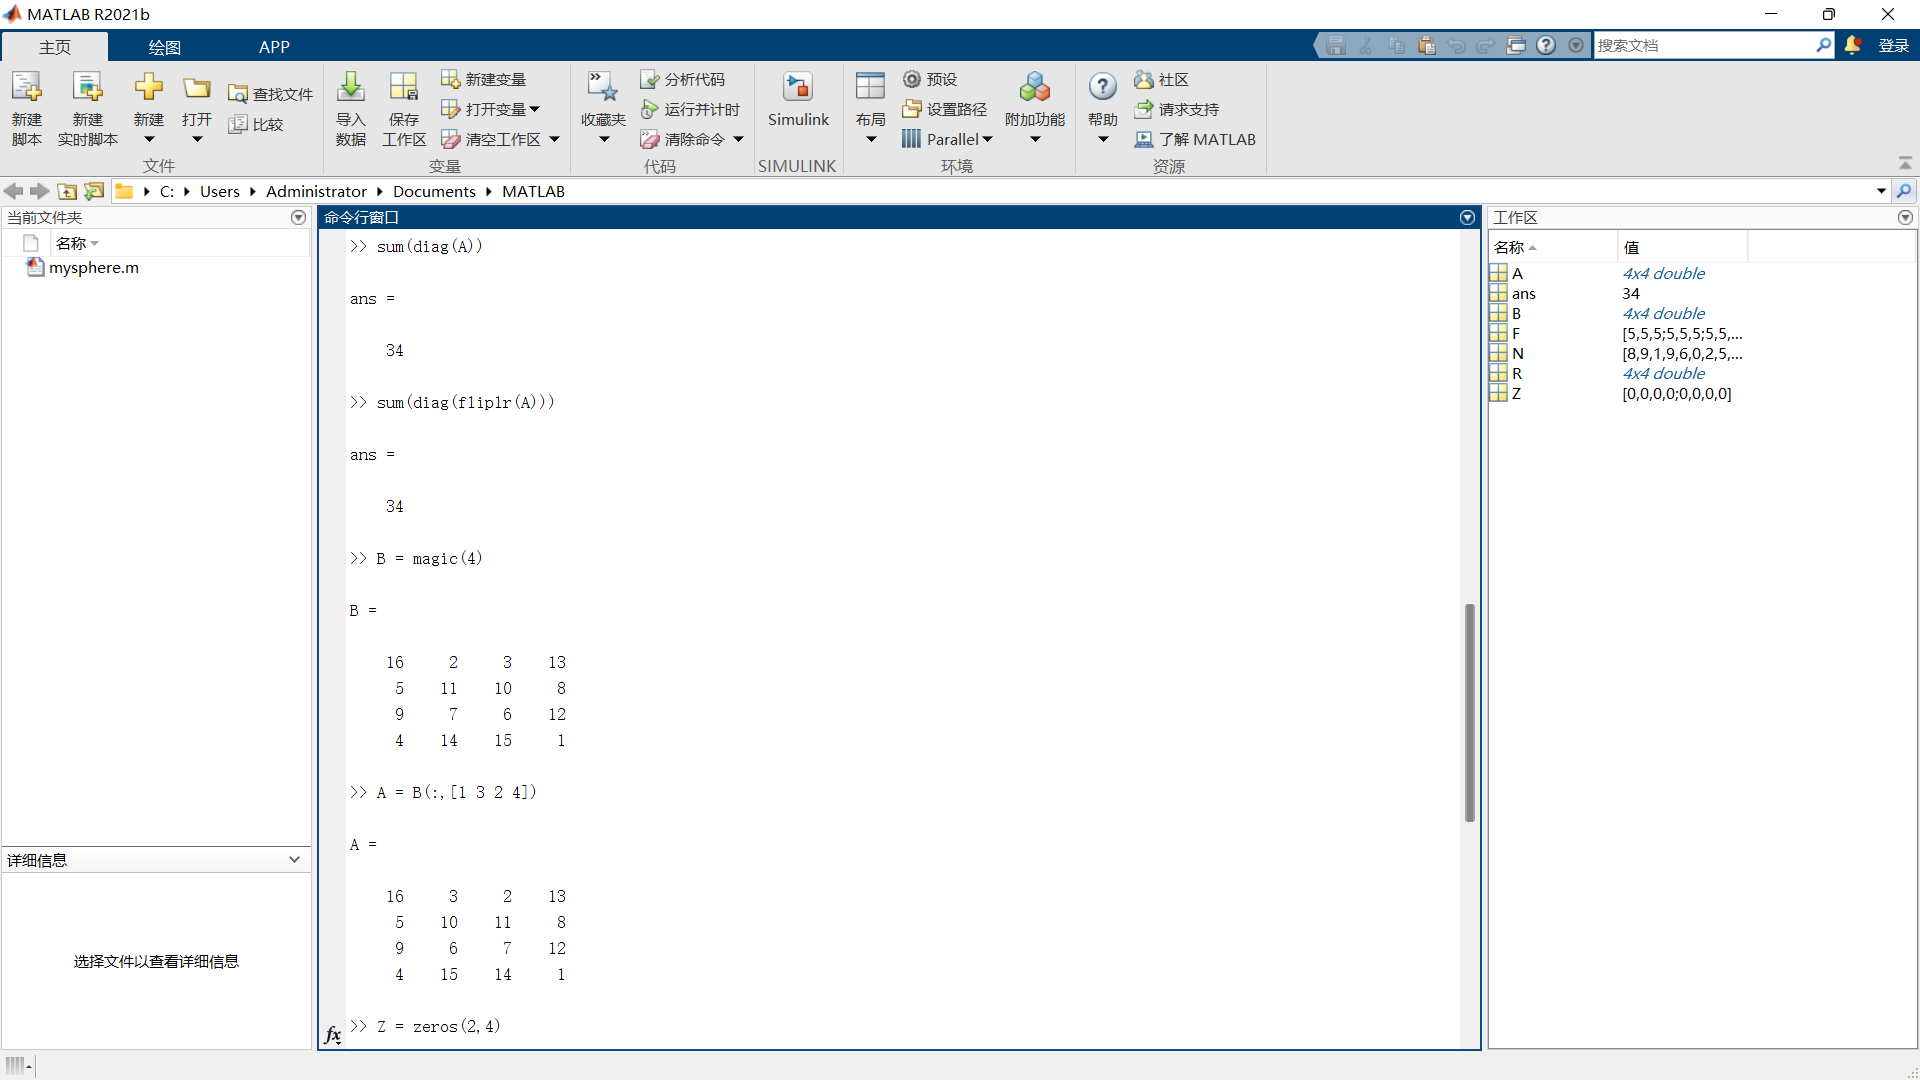 MATLAB R2021b
主页
绘图
APP
搜索文档
登录
新建
脚本
新建
实时脚本
新建
打开
查找文件
比较
文件
导入
数据
保存
工作区
新建变量
打开变量
清空工作区
变量
收藏夹
分析代码
运行并计时
清除命令
代码
Simulink
SIMULINK
布局
预设
设置路径
Parallel
附加功能
环境
帮助
社区
请求支持
了解 MATLAB
资源
C: Users Administrator Documents MATLAB
当前文件夹
名称
mysphere.m
详细信息
选择文件以查看详细信息
命令行窗口
>> sum(diag(A))
ans =
34
>> sum(diag(fliplr(A)))
ans =
34
>> B = magic(4)
B =
16 2 3 13
5 11 10 8
9 7 6 12
4 14 15 1
>> A = B(:,[1 3 2 4])
A =
16 3 2 13
5 10 11 8
9 6 7 12
4 15 14 1
fx >> Z = zeros(2,4)
工作区
名称 值
A 4x4 double
ans 34
B 4x4 double
F [5,5,5;5,5,5;5,5,...
N [8,9,1,9,6,0,2,5,...
R 4x4 double
Z [0,0,0,0;0,0,0,0]